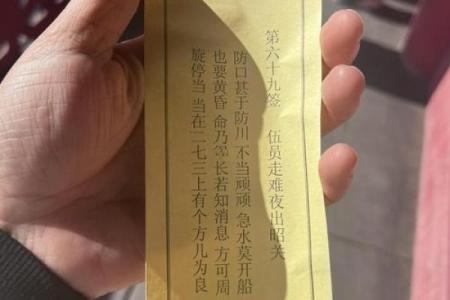 第六十九签 伍员走难夜出昭关
防口甚于防川 不当顽顽 急水莫开船
也要黄昏 命乃等长若知消息 方可周
旋停当 当在二七三上有个方儿为良